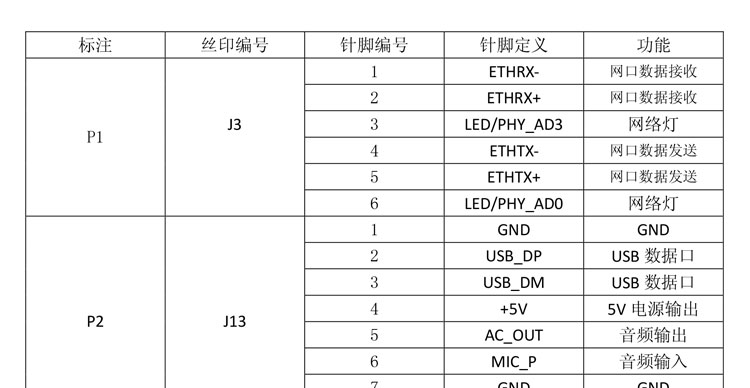 标注 丝印编号 针脚编号 针脚定义 功能
P1 J3 1 ETHRX- 网口数据接收
2 ETHRX+ 网口数据接收
3 LED/PHY_AD3 网络灯
4 ETHTX- 网口数据发送
5 ETHTX+ 网口数据发送
6 LED/PHY_AD0 网络灯
P2 J13 1 GND GND
2 USB_DP USB 数据口
3 USB_DM USB 数据口
4 +5V 5V 电源输出
5 AC_OUT 音频输出
6 MIC_P 音频输入
7 GND GND